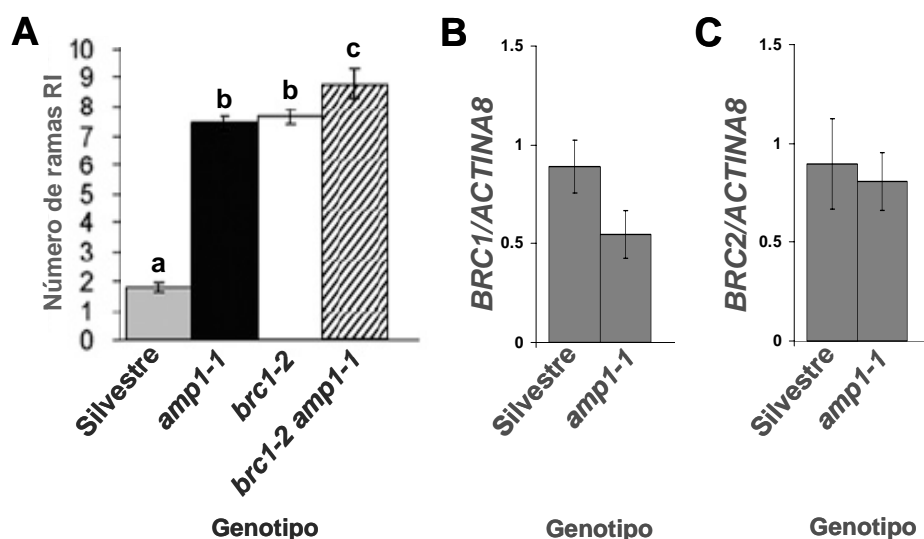 A
Número de ramas RI
10
9
8
7
6
5
4
3
2
1
0
a
b
b
c
Silvestre
amp1-1
brc1-2
brc1-2 amp1-1
Genotipo
B
BRC1/ACTINA8
1.5
1
0.5
0
Silvestre
amp1-1
Genotipo
C
BRC2/ACTINA8
1.5
1
0.5
0
Silvestre
amp1-1
Genotipo